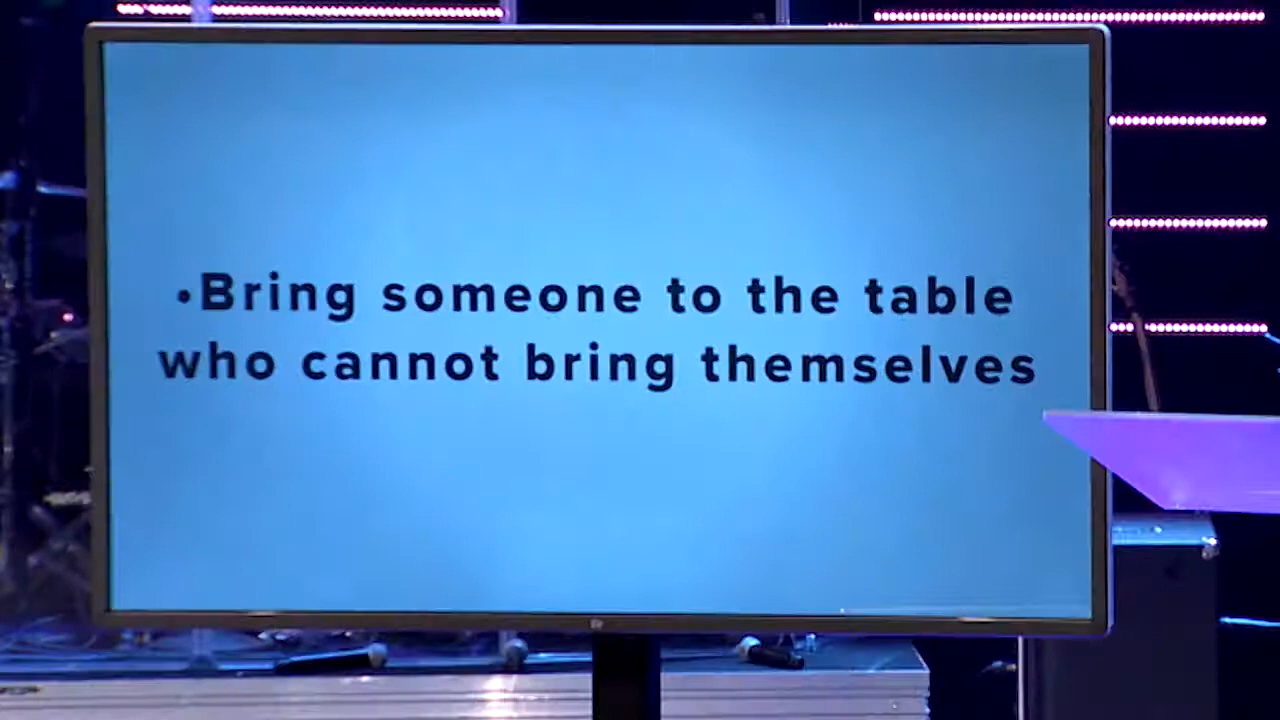 •Bring someone to the table
who cannot bring themselves